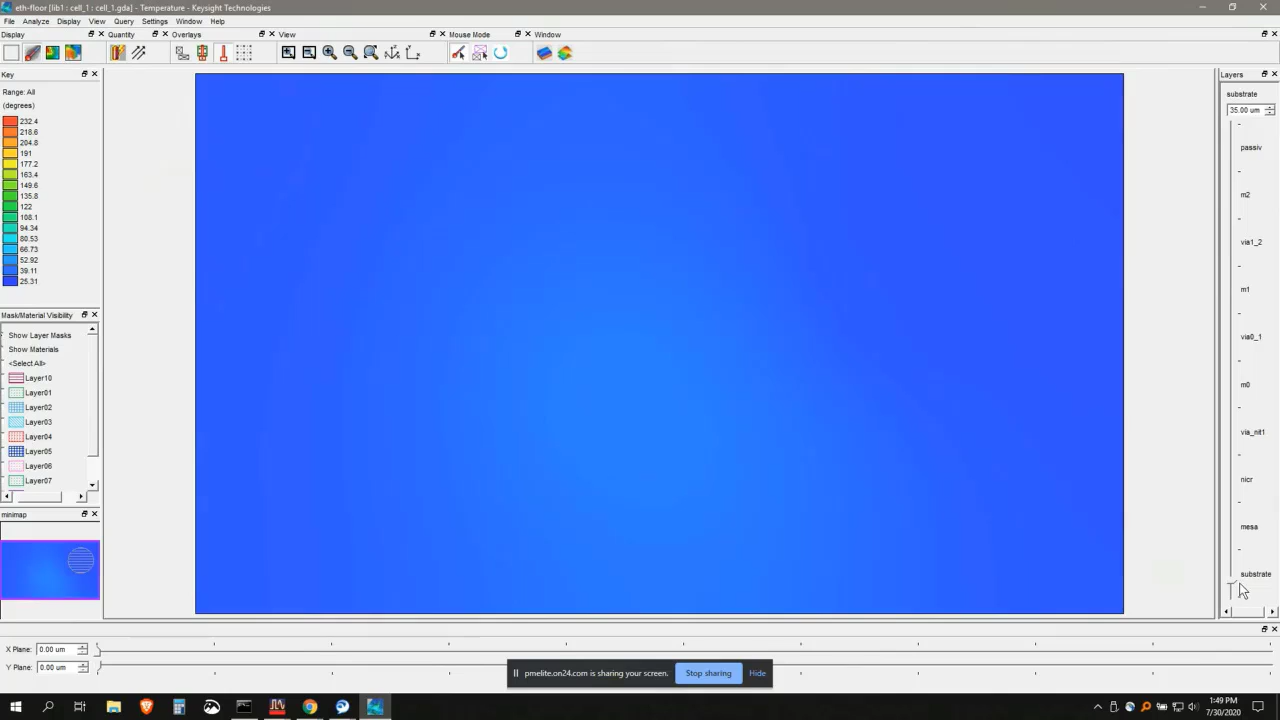 eth-floor [lib1 : cell_1 : cell_1.gda] - Temperature - Keysight Technologies
File Analyze Display View Query Settings Window Help
Display Quantity Overlays View Mouse Mode Window
Key
Range: All
(degrees)
232.4
218.6
204.8
191
177.2
163.4
149.6
135.8
122
108.1
94.34
80.53
66.73
52.92
39.11
25.31
Mask/Material Visibility
Show Layer Masks
Show Materials
<Select All>
Layer10
Layer01
Layer02
Layer03
Layer04
Layer05
Layer06
Layer07
minimap
Layers
substrate
35.00 um
passiv
m2
via1_2
m1
via0_1
m0
via_nit1
nicr
mesa
substrate
X Plane: 0.00 um
Y Plane: 0.00 um
pmelite.on24.com is sharing your screen. Stop sharing Hide
1:49 PM
7/30/2020